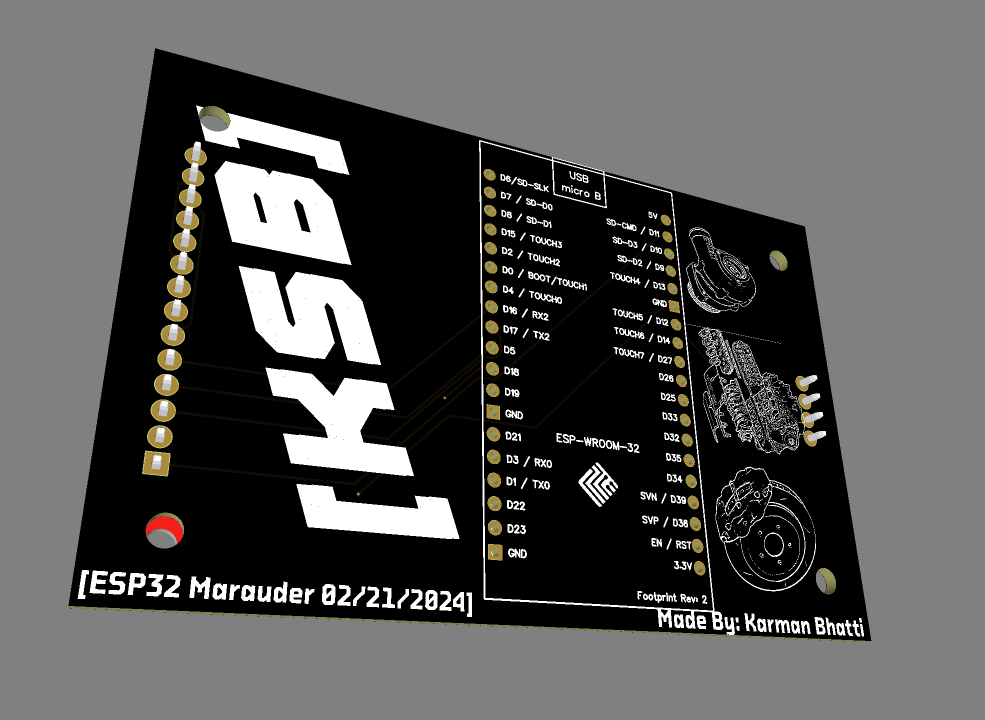 [KSB]
USB
micro B
D6/SD-SLK
D7 / SD-D0
D8 / SD-D1
D15 / TOUCH3
D2 / TOUCH2
D0 / BOOT/TOUCH1
D4 / TOUCH0
D16 / RX2
D17 / TX2
D5
D18
D19
GND
D21
D3 / RX0
D1 / TX0
D22
D23
GND
5V
SD-CMD / D11
SD-D3 / D10
SD-D2 / D9
TOUCH4 / D13
GND
TOUCH5 / D12
TOUCH6 / D14
TOUCH7 / D27
D26
D25
D33
D32
D35
D34
SVN / D39
SVP / D36
EN / RST
3.3V
ESP-WROOM-32
Footprint Rev: 2
[ESP32 Marauder 02/21/2024]
Made By: Karman Bhatti